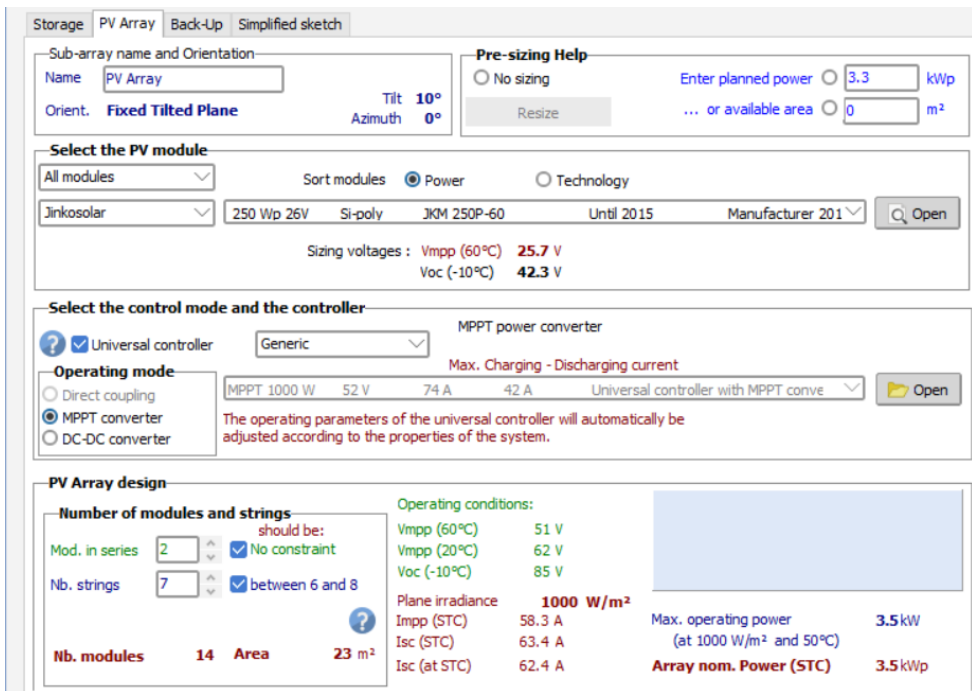 Storage PV Array Back-Up Simplified sketch
Sub-array name and Orientation
Name PV Array
Orient. Fixed Tilted Plane
Tilt 10°
Azimuth 0°
Pre-sizing Help
No sizing
Enter planned power 3.3 kWp
Resize
... or available area 0 m²
Select the PV module
All modules
Sort modules Power Technology
Jinkosolar 250 Wp 26V Si-poly JKM 250P-60 Until 2015 Manufacturer 201 Open
Sizing voltages : Vmpp (60°C) 25.7 V
Voc (-10°C) 42.3 V
Select the control mode and the controller
Universal controller Generic
MPPT power converter
Max. Charging - Discharging current
Operating mode
Direct coupling
MPPT converter
DC-DC converter
MPPT 1000 W 52 V 74 A 42 A Universal controller with MPPT conve Open
The operating parameters of the universal controller will automatically be
adjusted according to the properties of the system.
PV Array design
Number of modules and strings
should be:
Mod. in series 2 No constraint
Nb. strings 7 between 6 and 8
?
Nb. modules 14 Area 23 m²
Operating conditions:
Vmpp (60°C) 51 V
Vmpp (20°C) 62 V
Voc (-10°C) 85 V
Plane irradiance 1000 W/m²
Impp (STC) 58.3 A
Isc (STC) 63.4 A
Isc (at STC) 62.4 A
Max. operating power 3.5 kW
(at 1000 W/m² and 50°C)
Array nom. Power (STC) 3.5 kWp